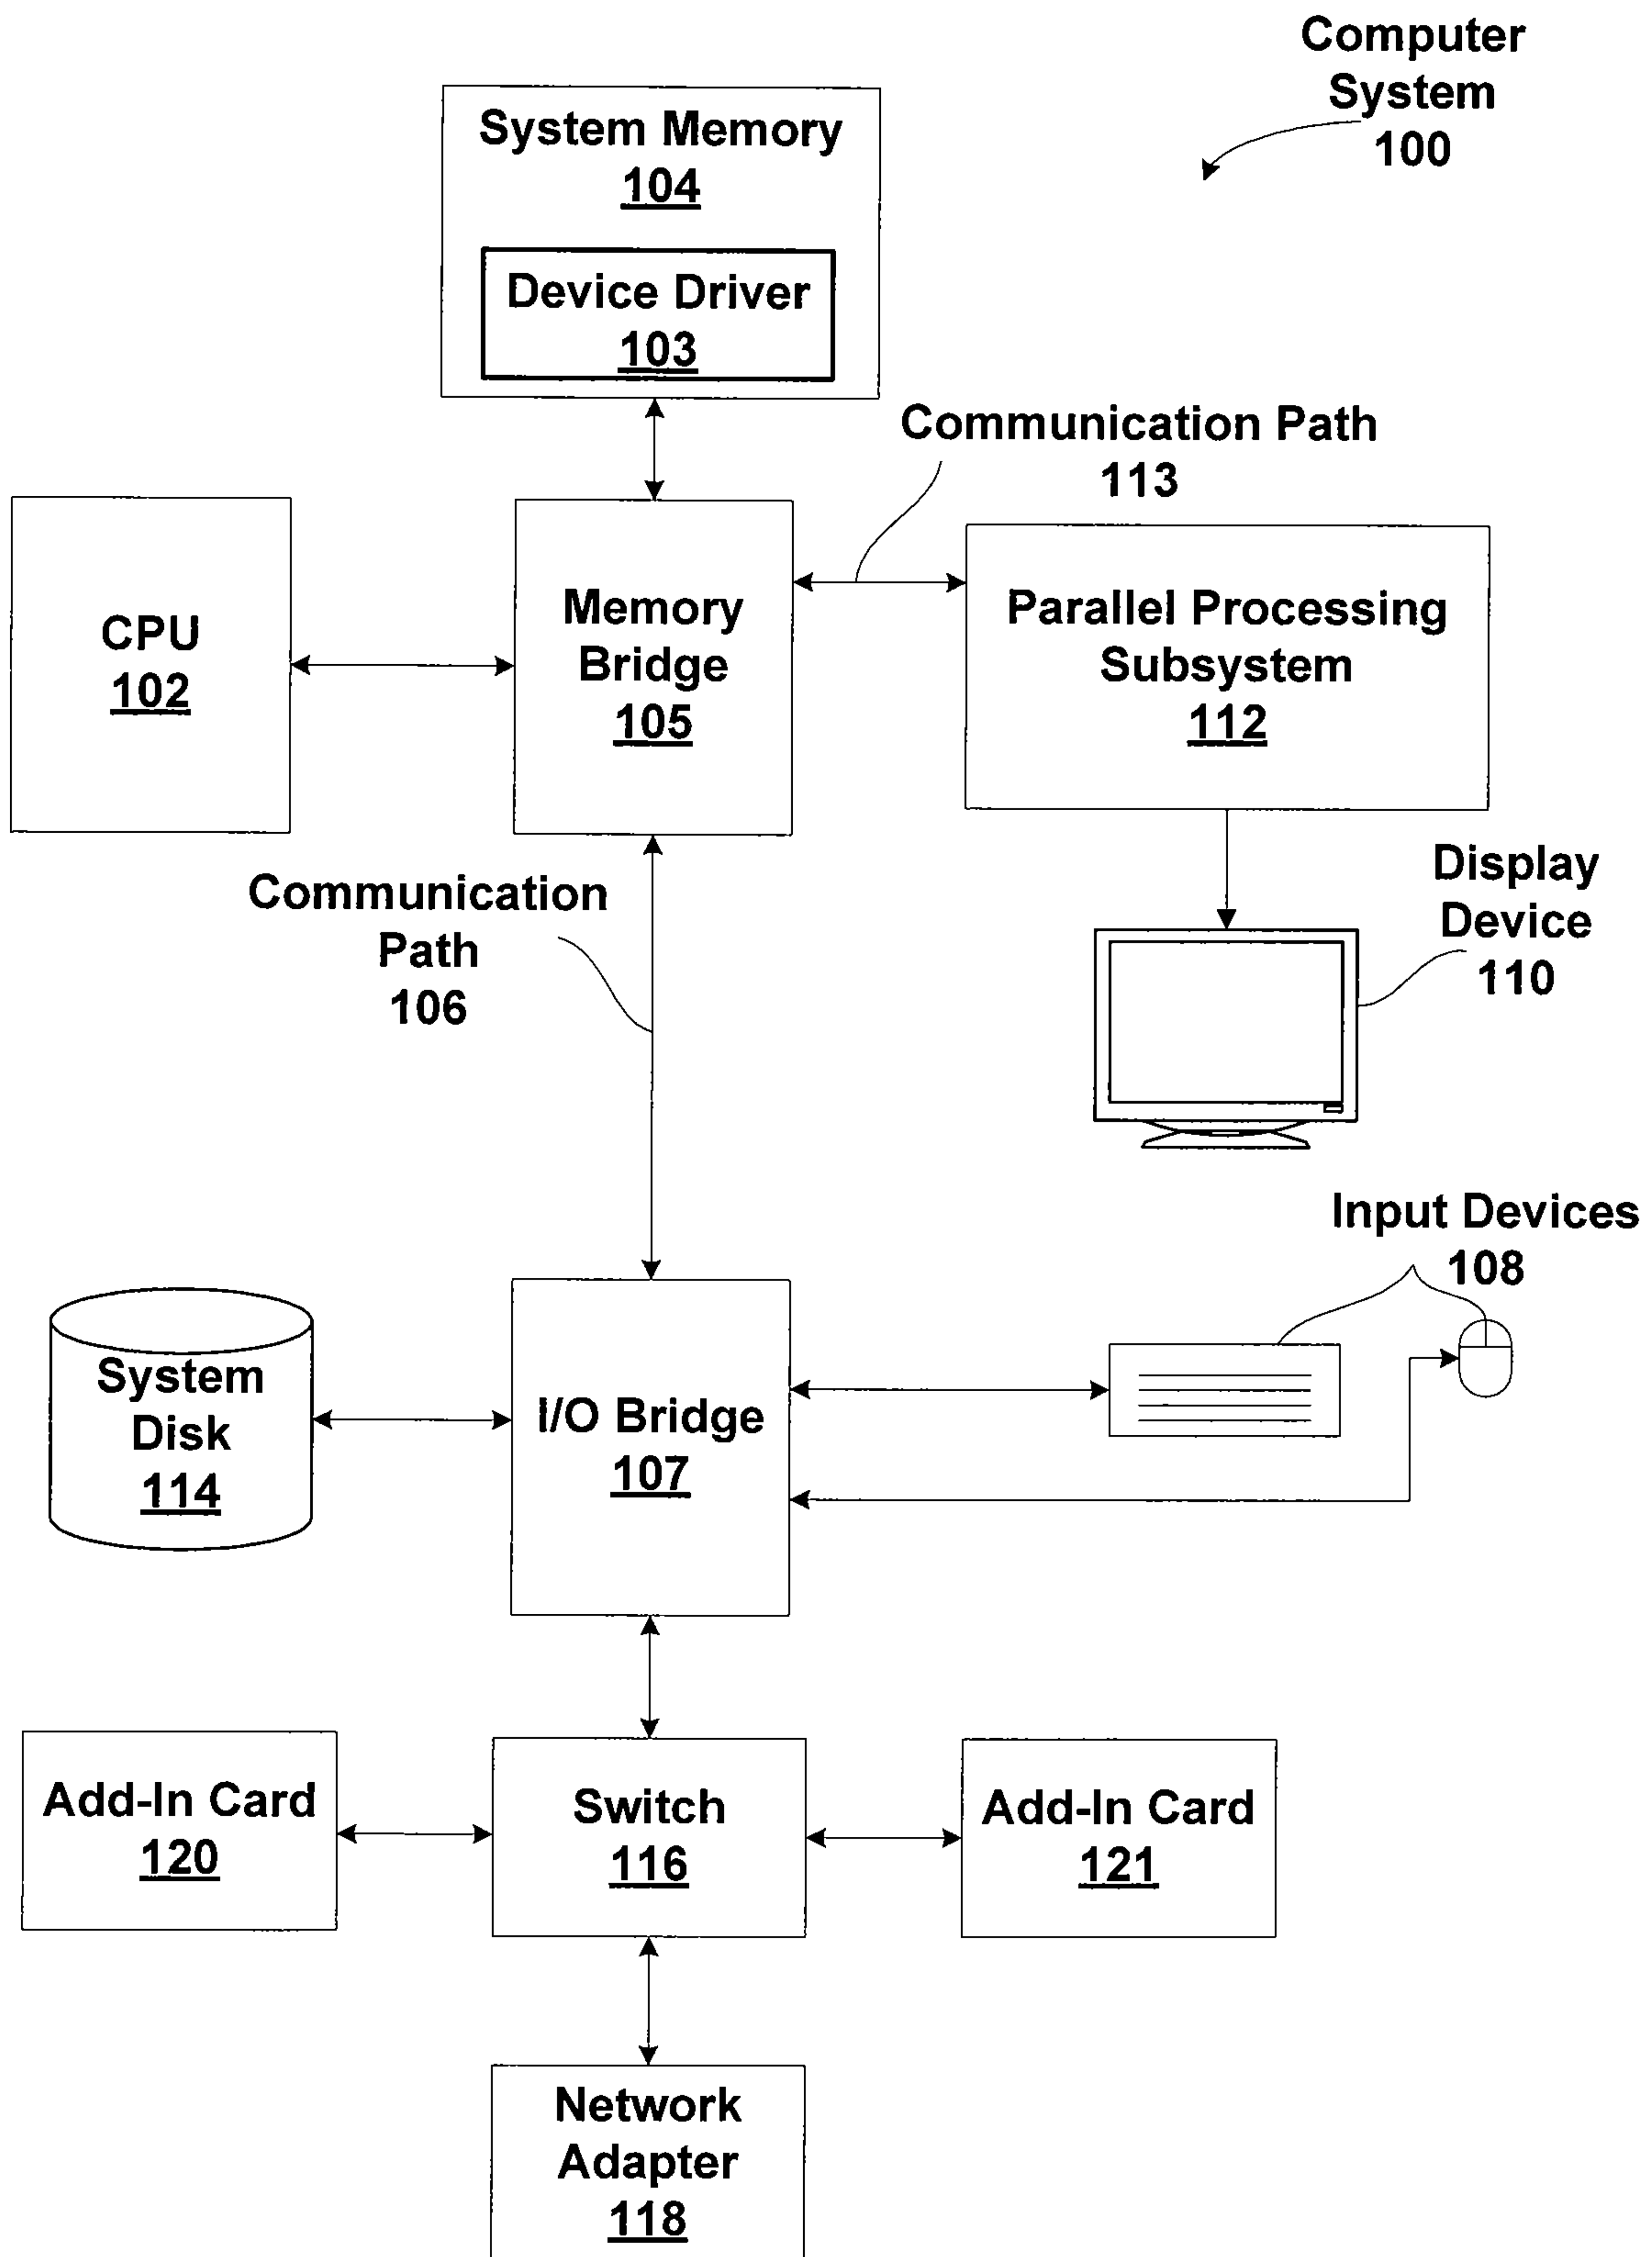 Computer
System
100
System Memory
104
Device Driver
103
Communication Path
113
CPU
102
Memory
Bridge
105
Parallel Processing
Subsystem
112
Communication
Path
106
Display
Device
110
Input Devices
108
System
Disk
114
I/O Bridge
107
Add-In Card
120
Switch
116
Add-In Card
121
Network
Adapter
118